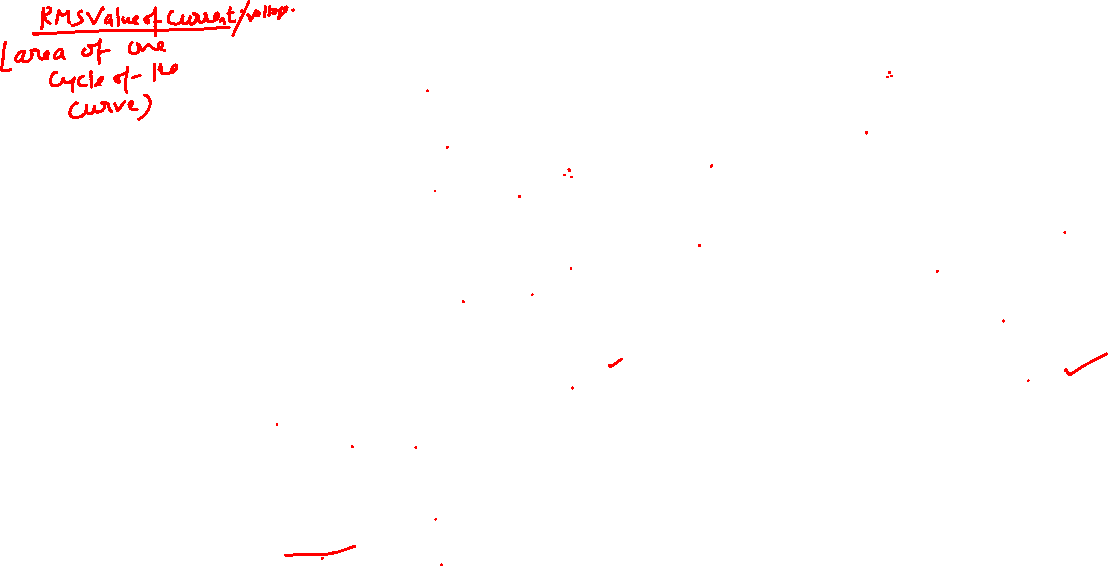 RMS Value of Current/voltage.
(area of one
cycle of the
curve)